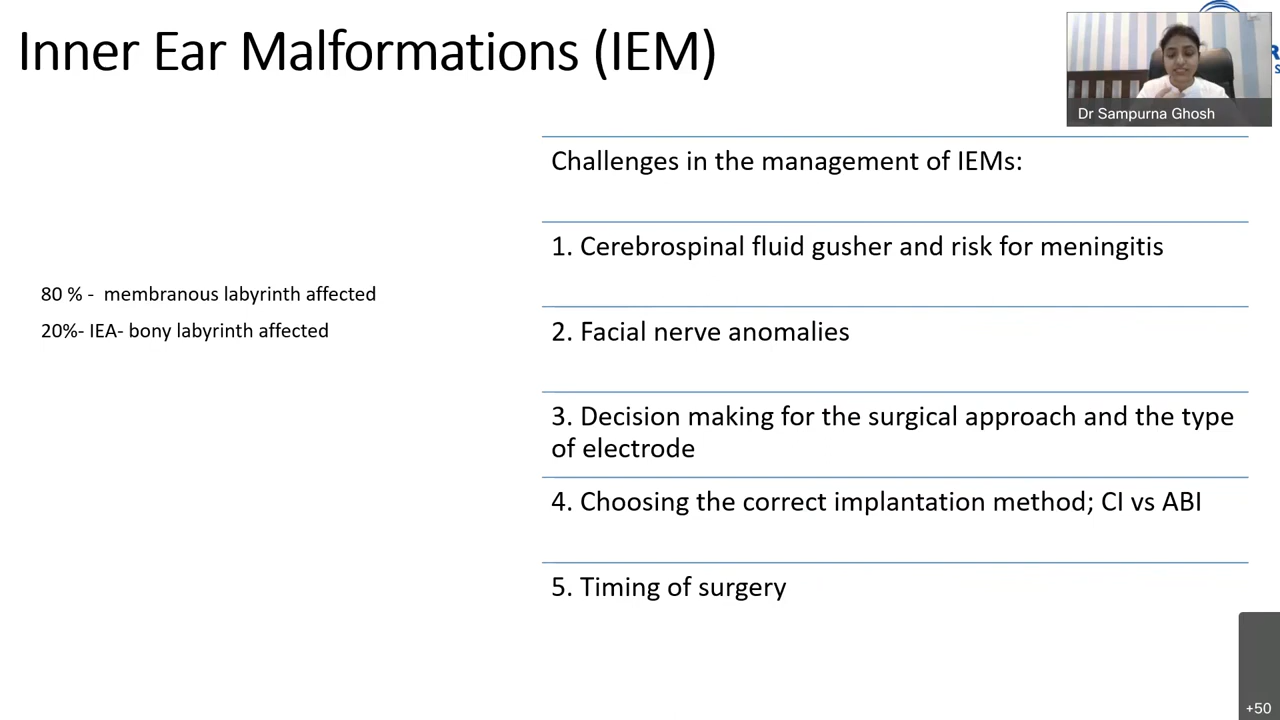 Inner Ear Malformations (IEM)
R
S
Dr Sampurna Ghosh
80 % - membranous labyrinth affected
20%- IEA- bony labyrinth affected
Challenges in the management of IEMs:
1. Cerebrospinal fluid gusher and risk for meningitis
2. Facial nerve anomalies
3. Decision making for the surgical approach and the type
of electrode
4. Choosing the correct implantation method; CI vs ABI
5. Timing of surgery
+50